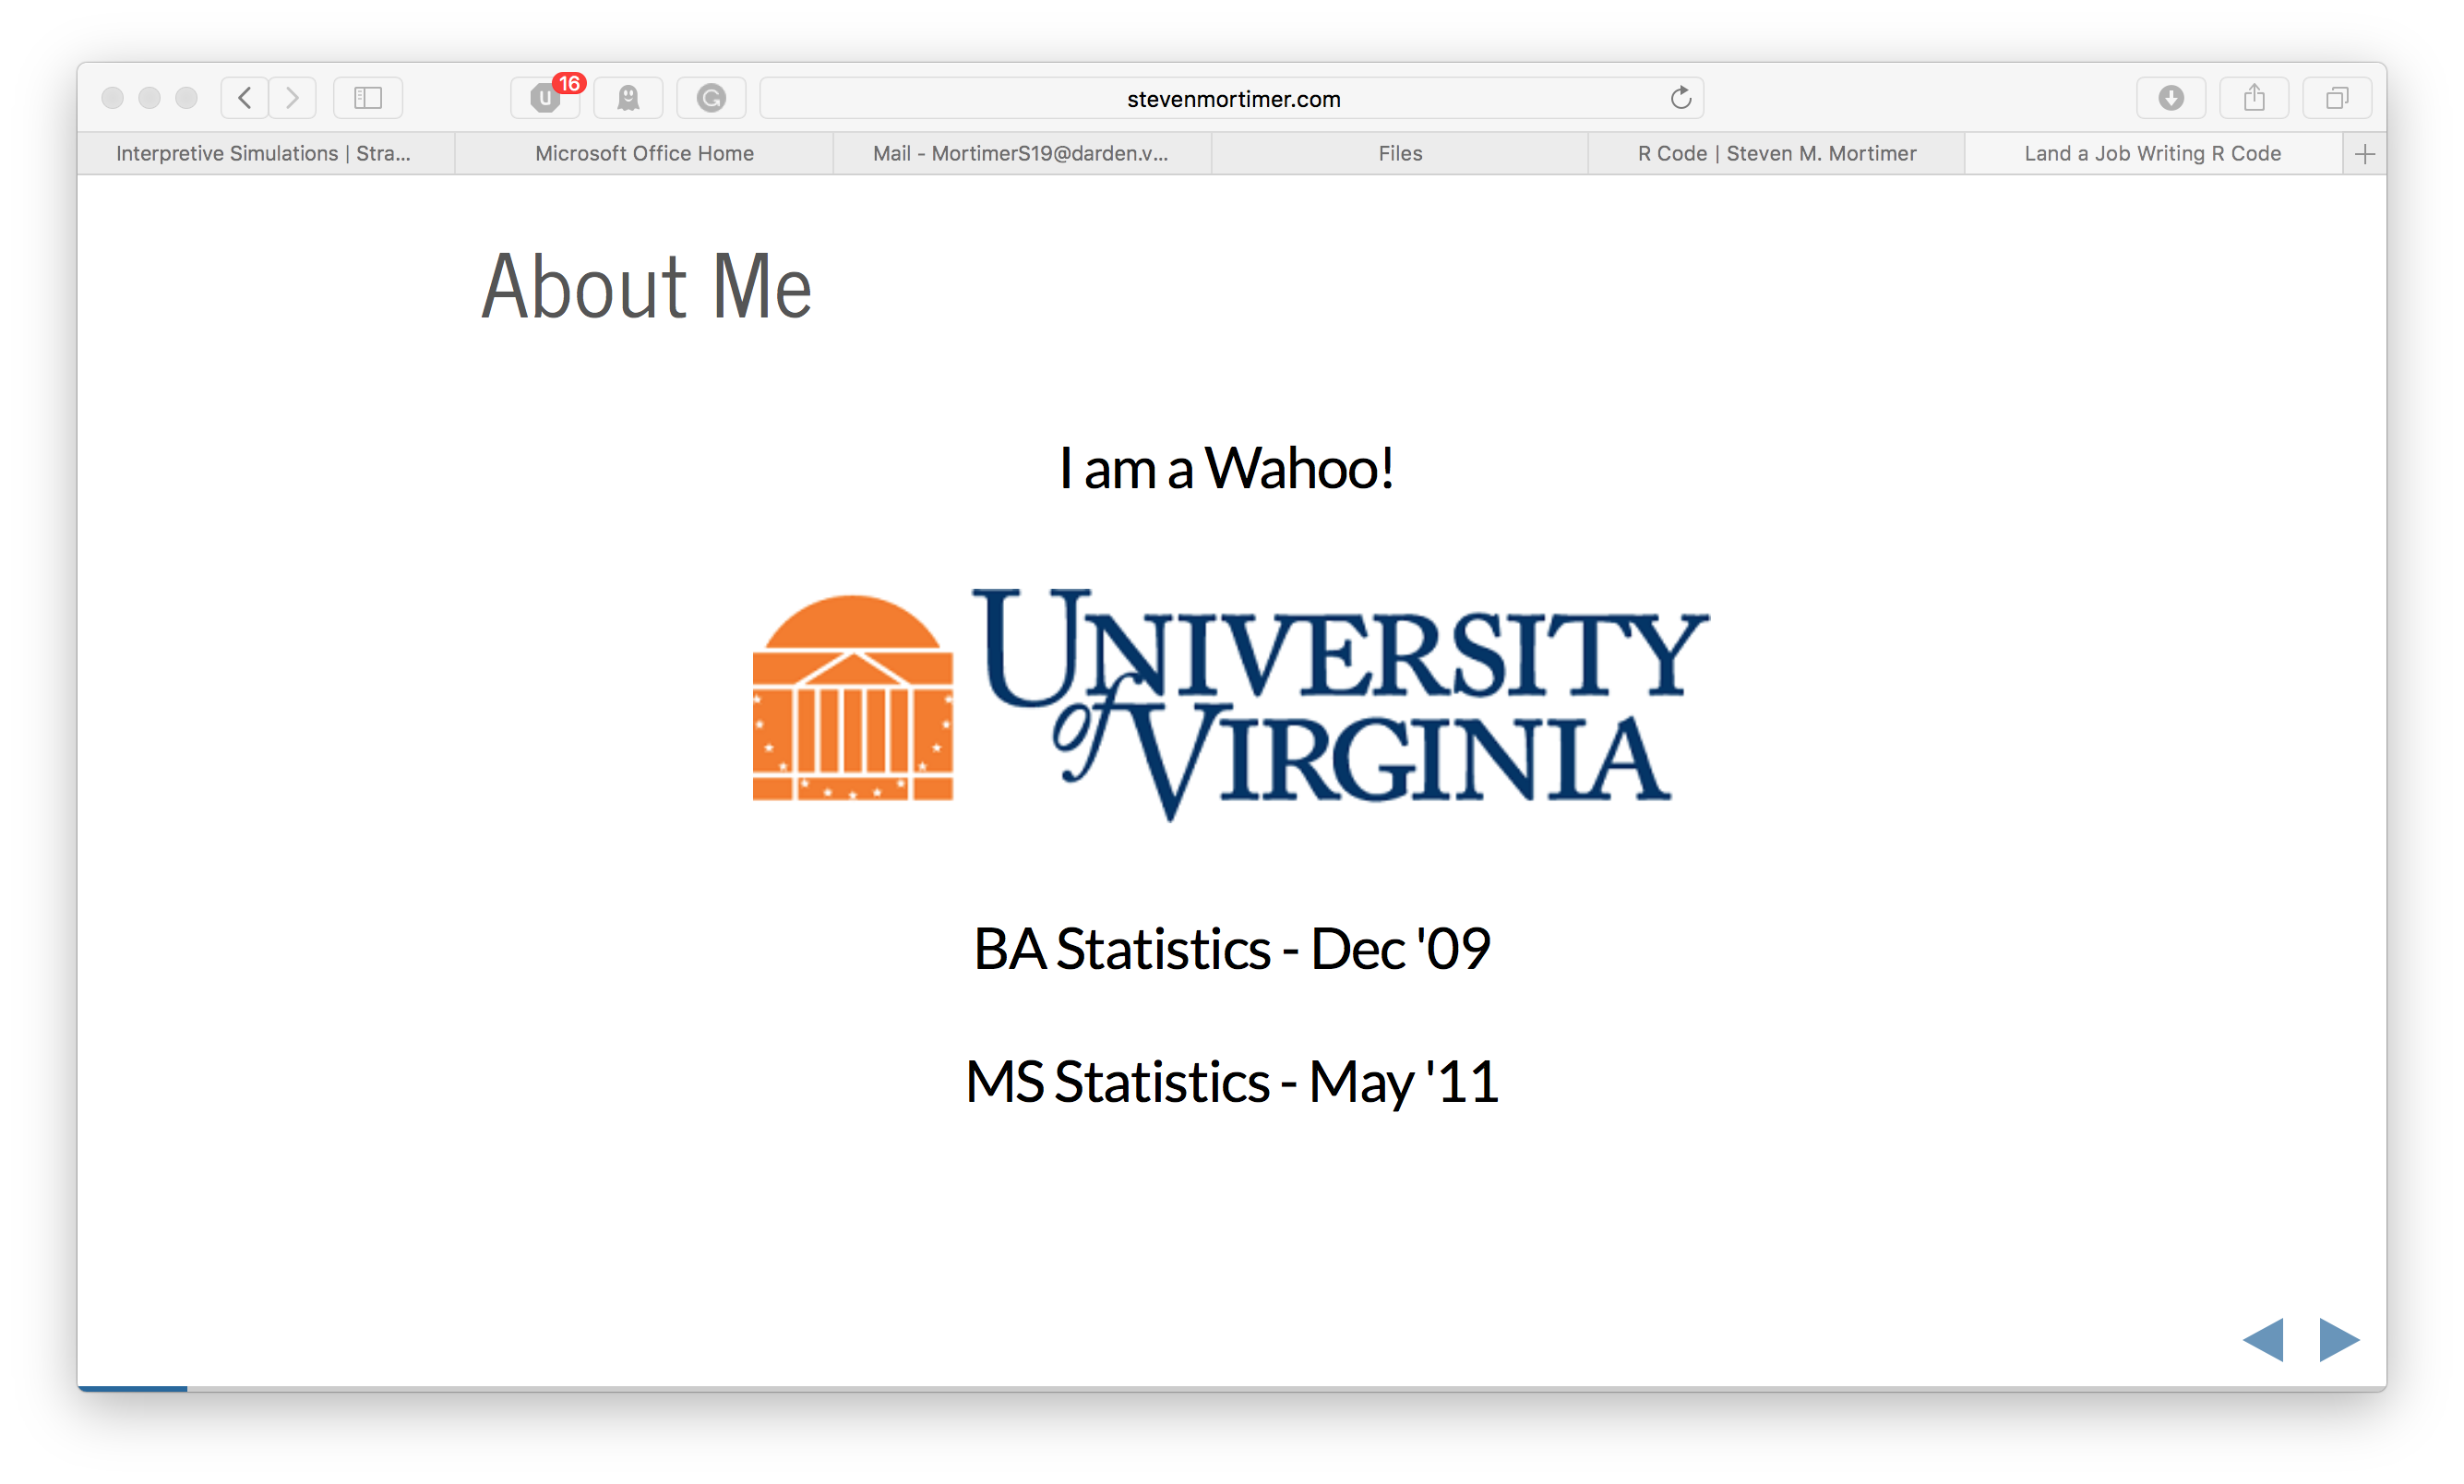 16
stevenmortimer.com
Interpretive Simulations | Stra...
Microsoft Office Home
Mail - MortimerS19@darden.v...
Files
R Code | Steven M. Mortimer
Land a Job Writing R Code
About Me
I am a Wahoo!
UNIVERSITY
of VIRGINIA
BA Statistics - Dec '09
MS Statistics - May '11